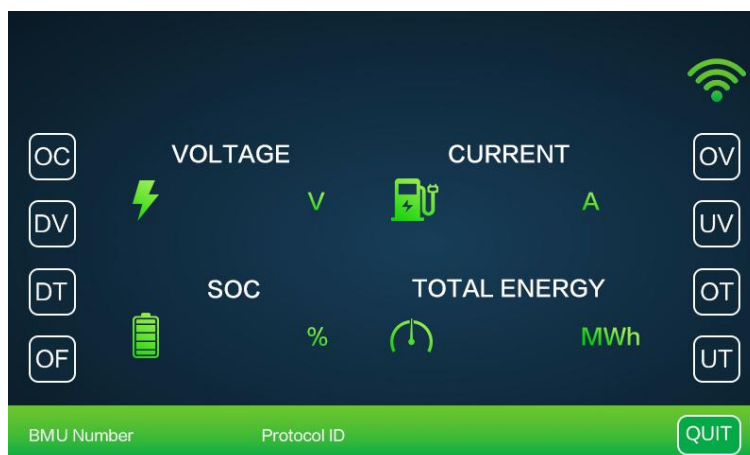 OC VOLTAGE CURRENT OV
V A
DV UV
DT SOC TOTAL ENERGY OT
% MWh
OF UT
BMU Number Protocol ID QUIT